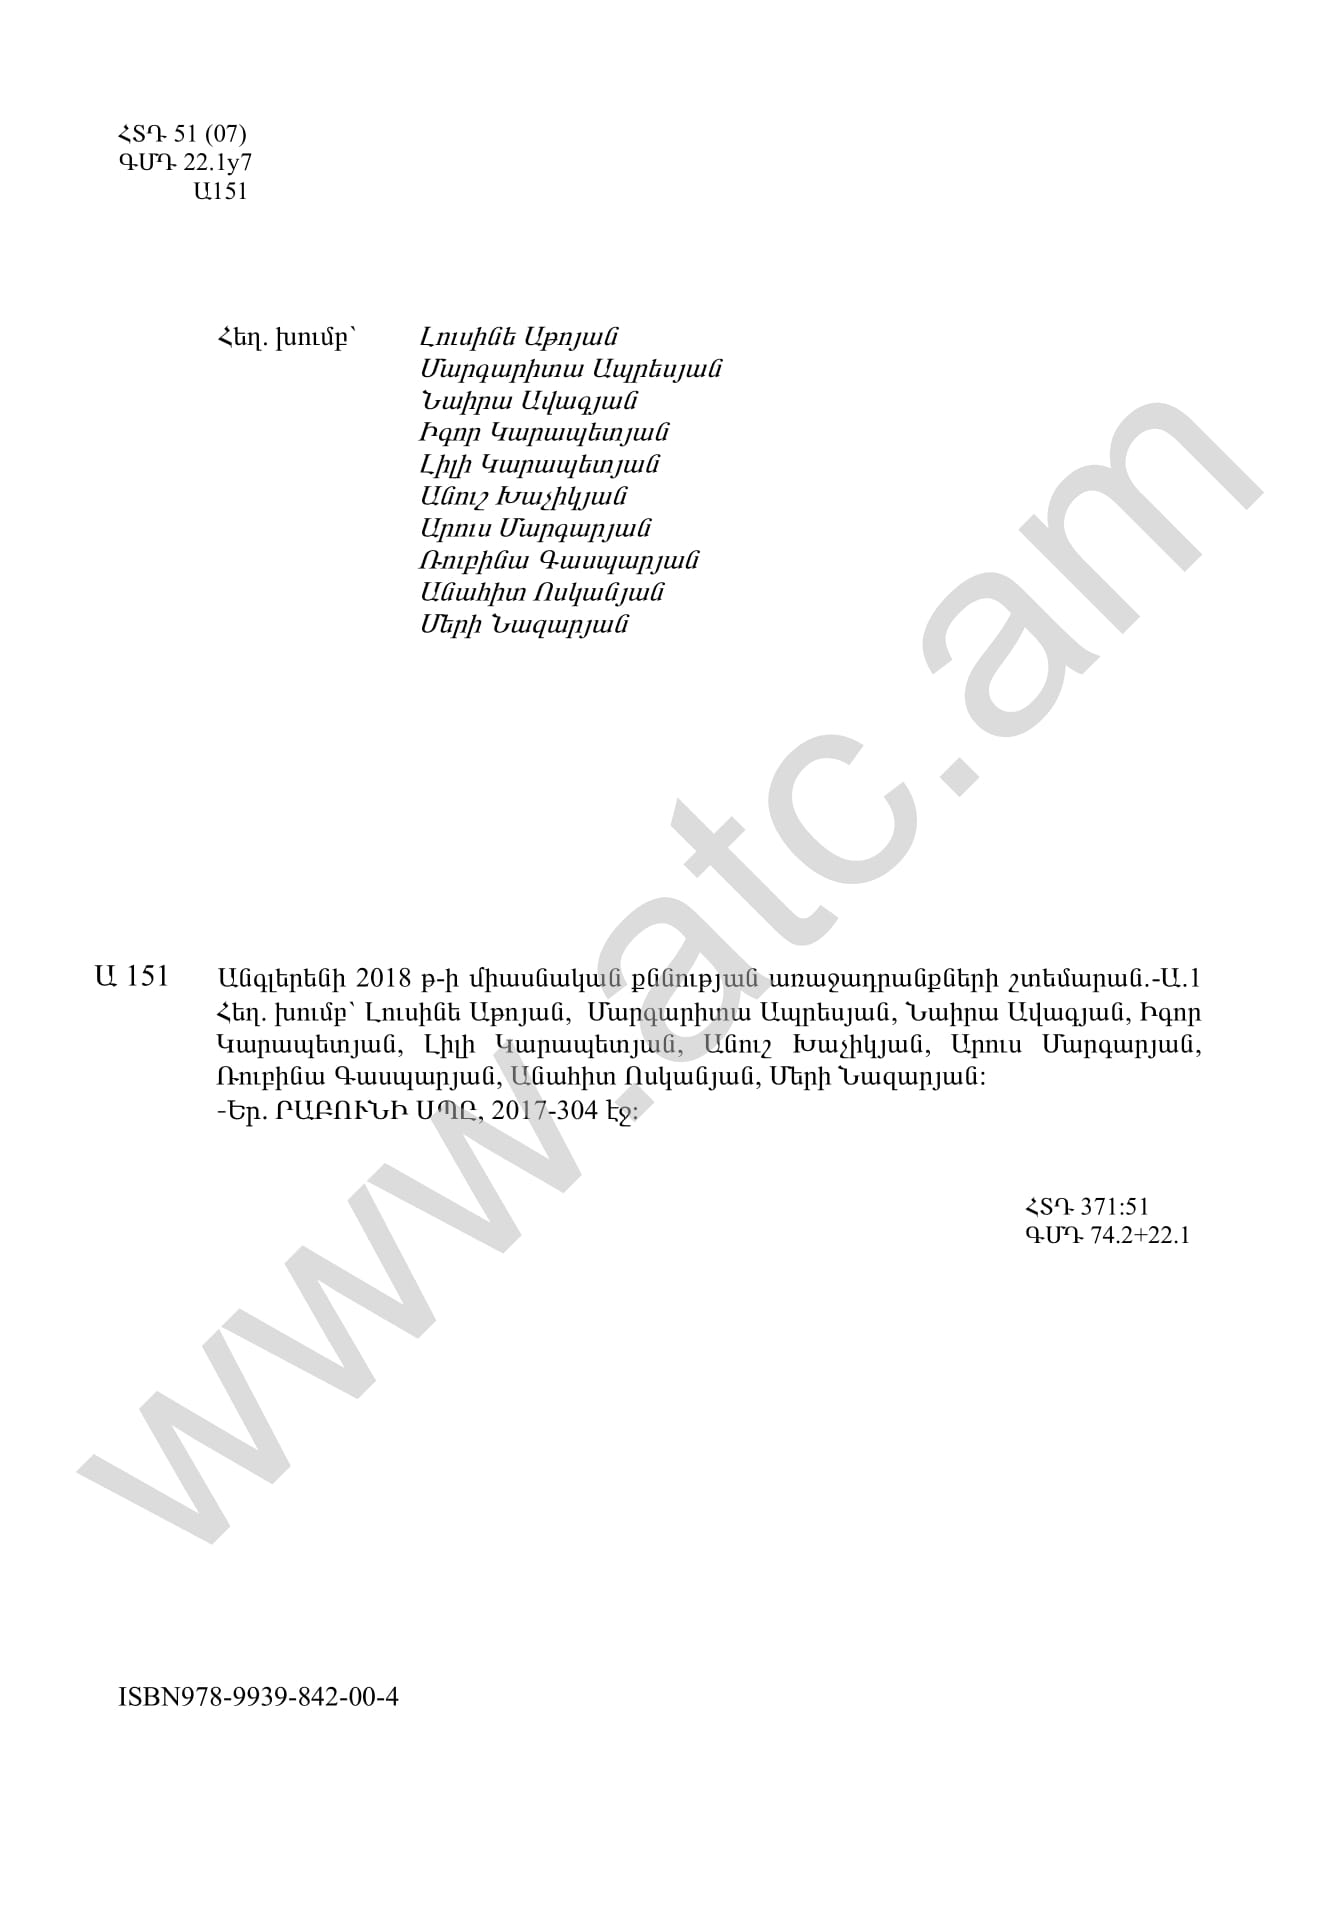 ՀՏԴ 51 (07)
ԳՄԴ 22.1y7
Ա151
Հեղ. խումբ՝ Լուսինե Աթոյան
Մարգարիտա Ապրեսյան
Նաիրա Ավագյան
Իգոր Կարապետյան
Լիլի Կարապետյան
Անուշ Խաչիկյան
Արուս Մարգարյան
Ռուբինա Գասպարյան
Անահիտ Ոսկանյան
Մերի Նազարյան
Ա 151 Անգլերենի 2018 թ-ի միասնական քննության առաջադրանքների շտեմարան.-Ա.1
Հեղ. խումբ՝ Լուսինե Աթոյան, Մարգարիտա Ապրեսյան, Նաիրա Ավագյան, Իգոր
Կարապետյան, Լիլի Կարապետյան, Անուշ Խաչիկյան, Արուս Մարգարյան,
Ռուբինա Գասպարյան, Անահիտ Ոսկանյան, Մերի Նազարյան:
-Եր. ՐԱԲՈՒՆԻ ՍՊԸ, 2017-304 էջ:
ՀՏԴ 371:51
ԳՄԴ 74.2+22.1
ISBN978-9939-842-00-4
www.atc.am